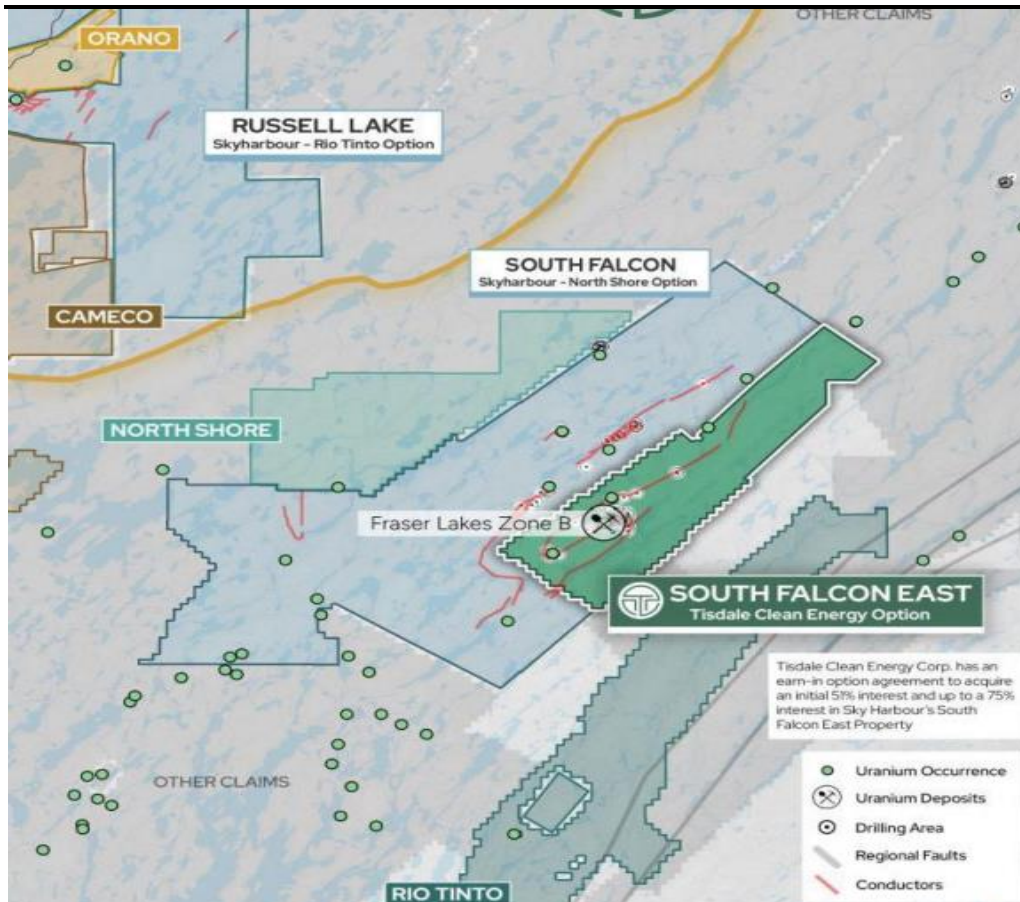 OTHER CLAIMS
ORANO
RUSSELL LAKE
Skyharbour - Rio Tinto Option
SOUTH FALCON
Skyharbour - North Shore Option
CAMECO
NORTH SHORE
Fraser Lakes Zone B
SOUTH FALCON EAST
Tisdale Clean Energy Option
Tisdale Clean Energy Corp. has an
earn-in option agreement to acquire
an initial 51% interest and up to a 75%
interest in Sky Harbour's South
Falcon East Property
OTHER CLAIMS
Uranium Occurrence
Uranium Deposits
Drilling Area
Regional Faults
Conductors
RIO TINTO